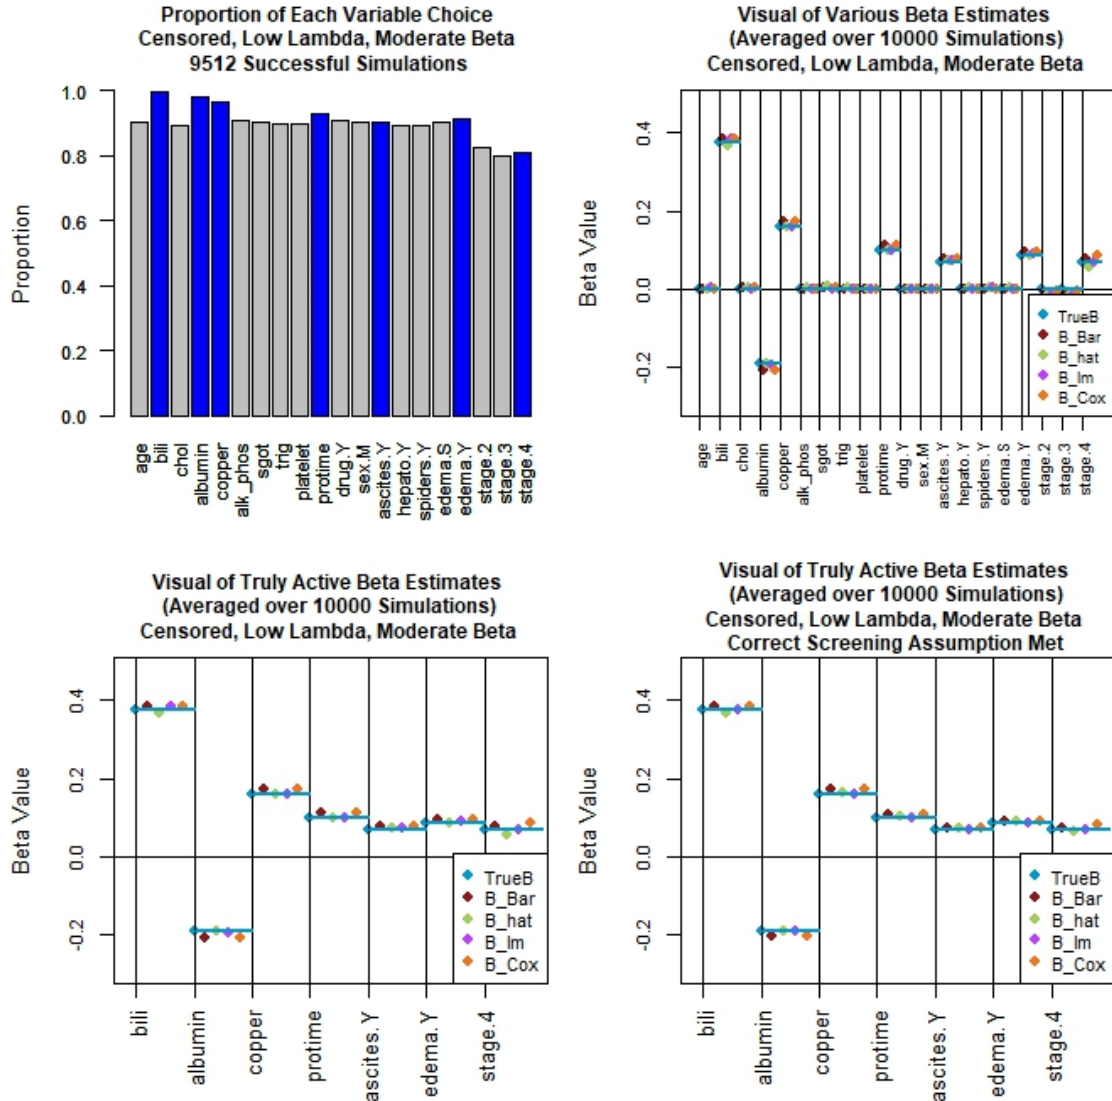 Proportion of Each Variable Choice
Censored, Low Lambda, Moderate Beta
9512 Successful Simulations
Proportion
1.0
0.8
0.6
0.4
0.2
0.0
age
bili
chol
albumin
copper
alk_phos
sgot
trig
platelet
protime
drug.Y
sex.M
ascites.Y
hepato.Y
spiders.Y
edema.S
edema.Y
stage.2
stage.3
stage.4
Visual of Various Beta Estimates
(Averaged over 10000 Simulations)
Censored, Low Lambda, Moderate Beta
Beta Value
0.4
0.2
0.0
-0.2
TrueB
B_Bar
B_hat
B_lm
B_Cox
age
bili
chol
albumin
copper
alk_phos
sgot
trig
platelet
protime
drug.Y
sex.M
ascites.Y
hepato.Y
spiders.Y
edema.S
edema.Y
stage.2
stage.3
stage.4
Visual of Truly Active Beta Estimates
(Averaged over 10000 Simulations)
Censored, Low Lambda, Moderate Beta
Beta Value
0.4
0.2
0.0
-0.2
TrueB
B_Bar
B_hat
B_lm
B_Cox
bili
albumin
copper
protime
ascites.Y
edema.Y
stage.4
Visual of Truly Active Beta Estimates
(Averaged over 10000 Simulations)
Censored, Low Lambda, Moderate Beta
Correct Screening Assumption Met
Beta Value
0.4
0.2
0.0
-0.2
TrueB
B_Bar
B_hat
B_lm
B_Cox
bili
albumin
copper
protime
ascites.Y
edema.Y
stage.4